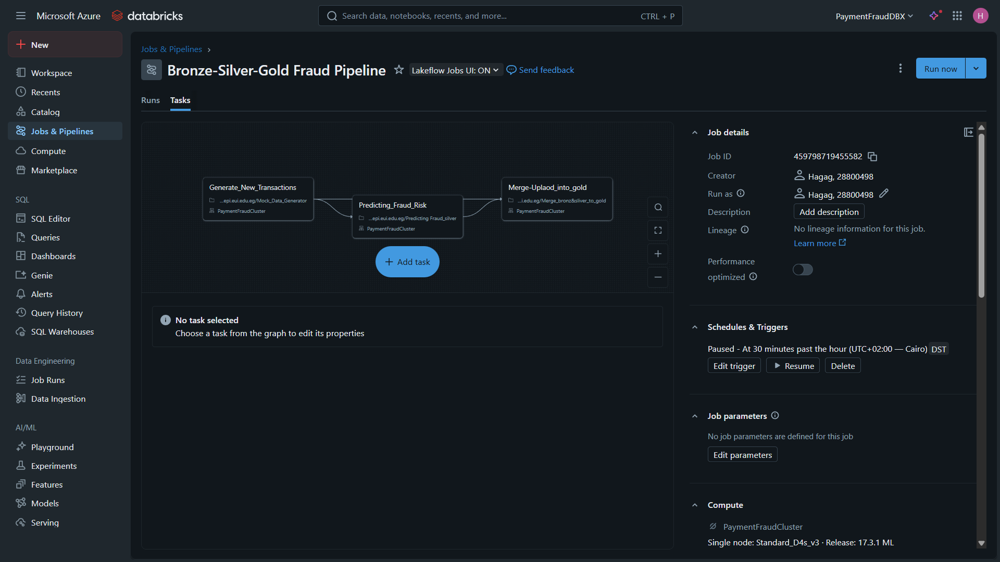 Microsoft Azure
databricks
Search data, notebooks, recents, and more...
CTRL + P
PaymentFraudDBX
H
New
Workspace
Recents
Catalog
Jobs & Pipelines
Compute
Marketplace
SQL
SQL Editor
Queries
Dashboards
Genie
Alerts
Query History
SQL Warehouses
Data Engineering
Job Runs
Data Ingestion
AI/ML
Playground
Experiments
Features
Models
Serving
Jobs & Pipelines
Bronze-Silver-Gold Fraud Pipeline
Lakeflow Jobs UI: ON
Send feedback
Run now
Runs
Tasks
Generate_New_Transactions
...epi.eui.edu.eg/Mock_Data_Generator
PaymentFraudCluster
Predicting_Fraud_Risk
...epi.eui.edu.eg/Predicting Fraud_silver
PaymentFraudCluster
Merge-Uplaod_into_gold
...i.edu.eg/Merge_bronz&sliver_to_gold
PaymentFraudCluster
Add task
No task selected
Choose a task from the graph to edit its properties
Job details
Job ID
459798719455582
Creator
Hagag, 28800498
Run as
Hagag, 28800498
Description
Add description
Lineage
No lineage information for this job.
Learn more
Performance
optimized
Schedules & Triggers
Paused - At 30 minutes past the hour (UTC+02:00 — Cairo) DST
Edit trigger
Resume
Delete
Job parameters
No job parameters are defined for this job
Edit parameters
Compute
PaymentFraudCluster
Single node: Standard_D4s_v3 · Release: 17.3.1 ML